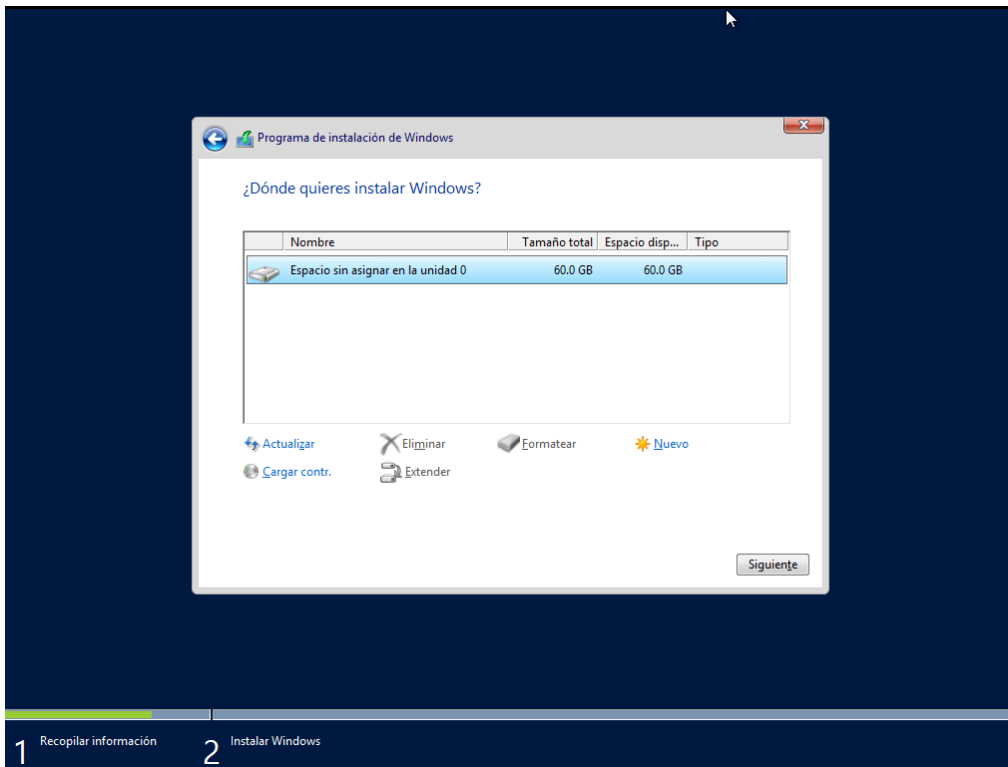 Programa de instalación de Windows
¿Dónde quieres instalar Windows?
Nombre Tamaño total Espacio disp... Tipo
Espacio sin asignar en la unidad 0 60.0 GB 60.0 GB
Actualizar Eliminar Formatear Nuevo
Cargar contr. Extender
Siguiente
1 Recopilar información 2 Instalar Windows